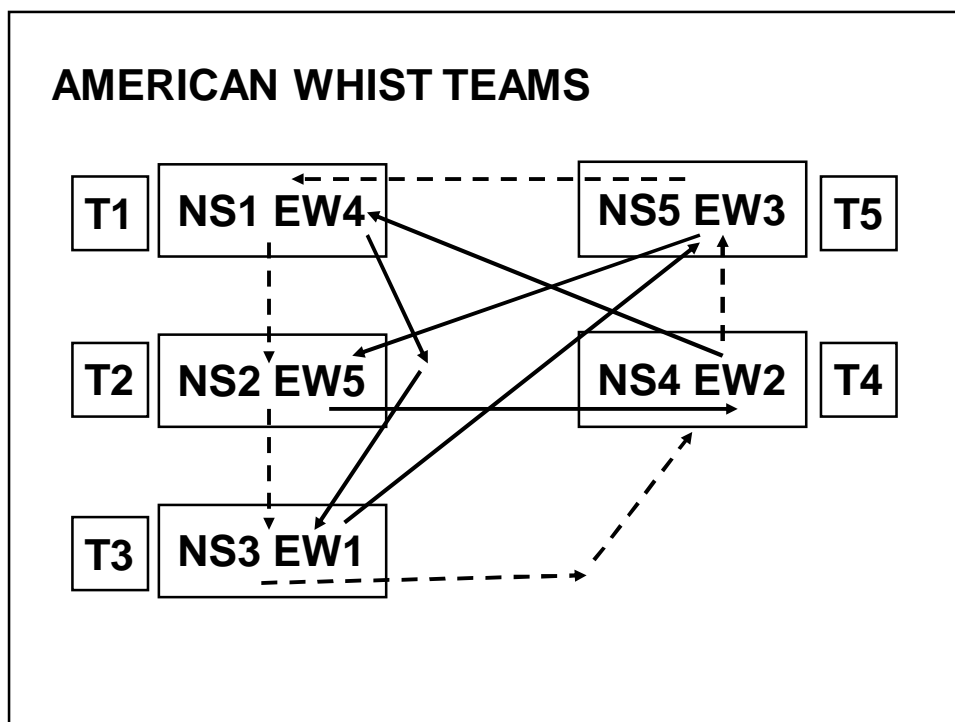 AMERICAN WHIST TEAMS
T1 NS1 EW4 NS5 EW3 T5
T2 NS2 EW5 NS4 EW2 T4
T3 NS3 EW1